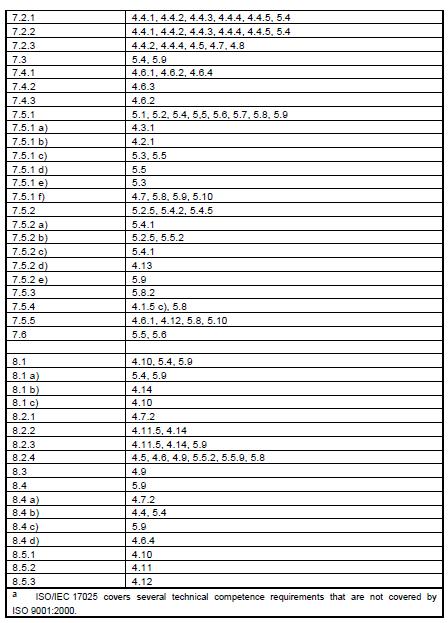 7.2.1 4.4.1, 4.4.2, 4.4.3, 4.4.4, 4.4.5, 5.4
7.2.2 4.4.1, 4.4.2, 4.4.3, 4.4.4, 4.4.5, 5.4
7.2.3 4.4.2, 4.4.4, 4.5, 4.7, 4.8
7.3 5.4, 5.9
7.4.1 4.6.1, 4.6.2, 4.6.4
7.4.2 4.6.3
7.4.3 4.6.2
7.5.1 5.1, 5.2, 5.4, 5,5, 5.6, 5.7, 5.8, 5.9
7.5.1 a) 4.3.1
7.5.1 b) 4.2.1
7.5.1 c) 5.3, 5.5
7.5.1 d) 5.5
7.5.1 e) 5.3
7.5.1 f) 4.7, 5.8, 5.9, 5.10
7.5.2 5.2.5, 5.4.2, 5.4.5
7.5.2 a) 5.4.1
7.5.2 b) 5.2.5, 5.5.2
7.5.2 c) 5.4.1
7.5.2 d) 4.13
7.5.2 e) 5.9
7.5.3 5.8.2
7.5.4 4.1.5 c), 5.8
7.5.5 4.6.1, 4.12, 5.8, 5.10
7.6 5.5, 5.6
8.1 4.10, 5.4, 5.9
8.1 a) 5.4, 5.9
8.1 b) 4.14
8.1 c) 4.10
8.2.1 4.7.2
8.2.2 4.11.5, 4.14
8.2.3 4.11.5, 4.14, 5.9
8.2.4 4.5, 4.6, 4.9, 5.5.2, 5.5.9, 5.8
8.3 4.9
8.4 5.9
8.4 a) 4.7.2
8.4 b) 4.4, 5.4
8.4 c) 5.9
8.4 d) 4.6.4
8.5.1 4.10
8.5.2 4.11
8.5.3 4.12
a ISO/IEC 17025 covers several technical competence requirements that are not covered by
ISO 9001:2000.